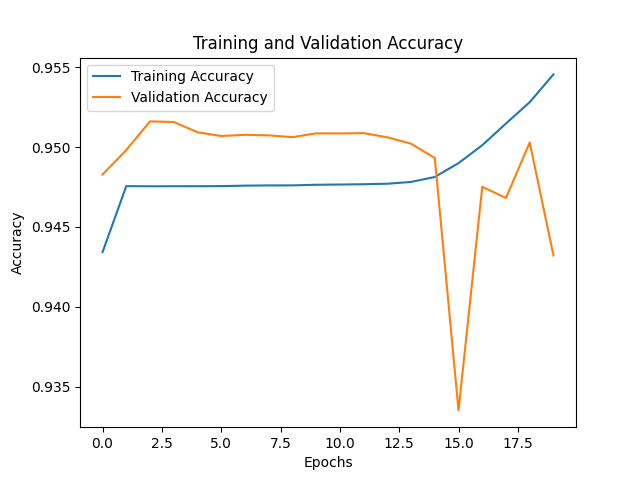 Training and Validation Accuracy
Training Accuracy
Validation Accuracy
0.955
0.950
0.945
0.940
0.935
Accuracy
0.0 2.5 5.0 7.5 10.0 12.5 15.0 17.5
Epochs